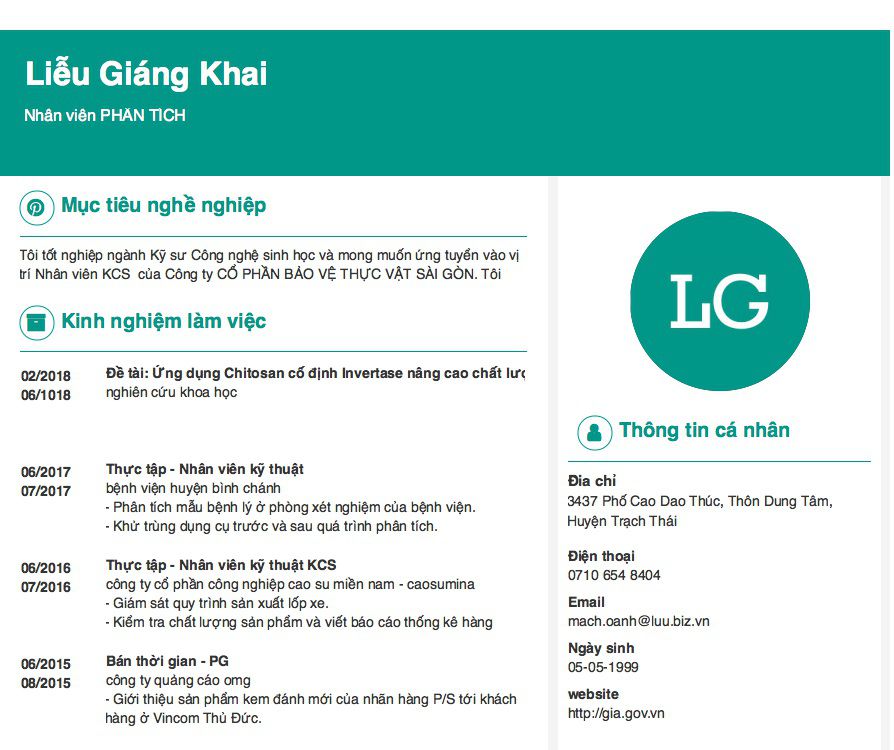 Liễu Giáng Khai
Nhân viên PHÂN TÍCH
Mục tiêu nghề nghiệp
Tôi tốt nghiệp ngành Kỹ sư Công nghệ sinh học và mong muốn ứng tuyển vào vị
trí Nhân viên KCS của Công ty CỔ PHẦN BẢO VỆ THỰC VẬT SÀI GÒN. Tôi
Kinh nghiệm làm việc
02/2018
06/1018
Đề tài: Ứng dụng Chitosan cố định Invertase nâng cao chất
nghiên cứu khoa học
06/2017
07/2017
Thực tập - Nhân viên kỹ thuật
bệnh viện huyện bình chánh
- Phân tích mẫu bệnh lý ở phòng xét nghiệm của bệnh viện.
- Khử trùng dụng cụ trước và sau quá trình phân tích.
06/2016
07/2016
Thực tập - Nhân viên kỹ thuật KCS
công ty cổ phần công nghiệp cao su miền nam - caosumina
- Giám sát quy trình sản xuất lốp xe.
- Kiểm tra chất lượng sản phẩm và viết báo cáo thống kê hàng
06/2015
08/2015
Bán thời gian - PG
công ty quảng cáo omg
- Giới thiệu sản phẩm kem đánh mới của nhãn hàng P/S tới khách
hàng ở Vincom Thủ Đức.
LG
Thông tin cá nhân
Địa chỉ
3437 Phố Cao Dao Thúc, Thôn Dung Tâm,
Huyện Trạch Thái
Điện thoại
0710 654 8404
Email
mach.oanh@luu.biz.vn
Ngày sinh
05-05-1999
website
http://gia.gov.vn